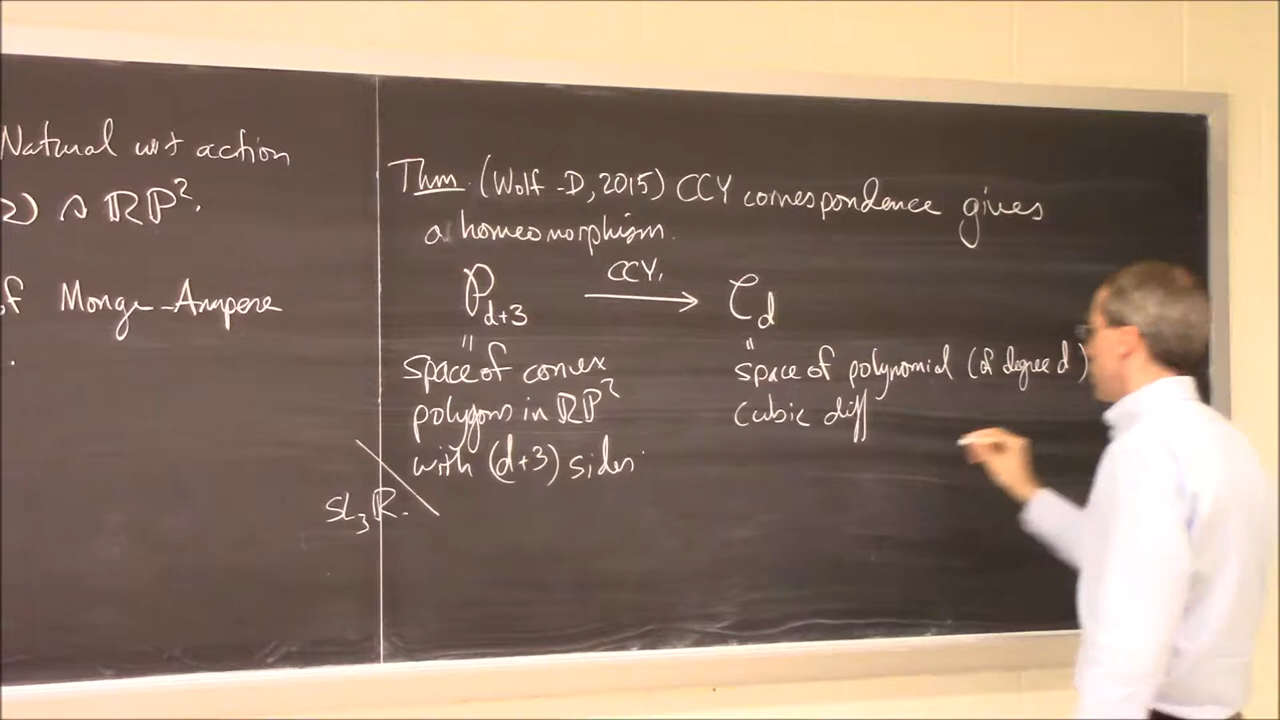 Natural wrt action
2) ↷ ℝP².
of Monge-Ampere
Thm. (Wolf-D, 2015) CCY correspondence gives
a homeomorphism.
P_{d+3} —CCY→ C_d
" "
space of convex
polygons in ℝP²
with (d+3) sides
SL₃ℝ.
space of polynomial (of degree d)
cubic diff